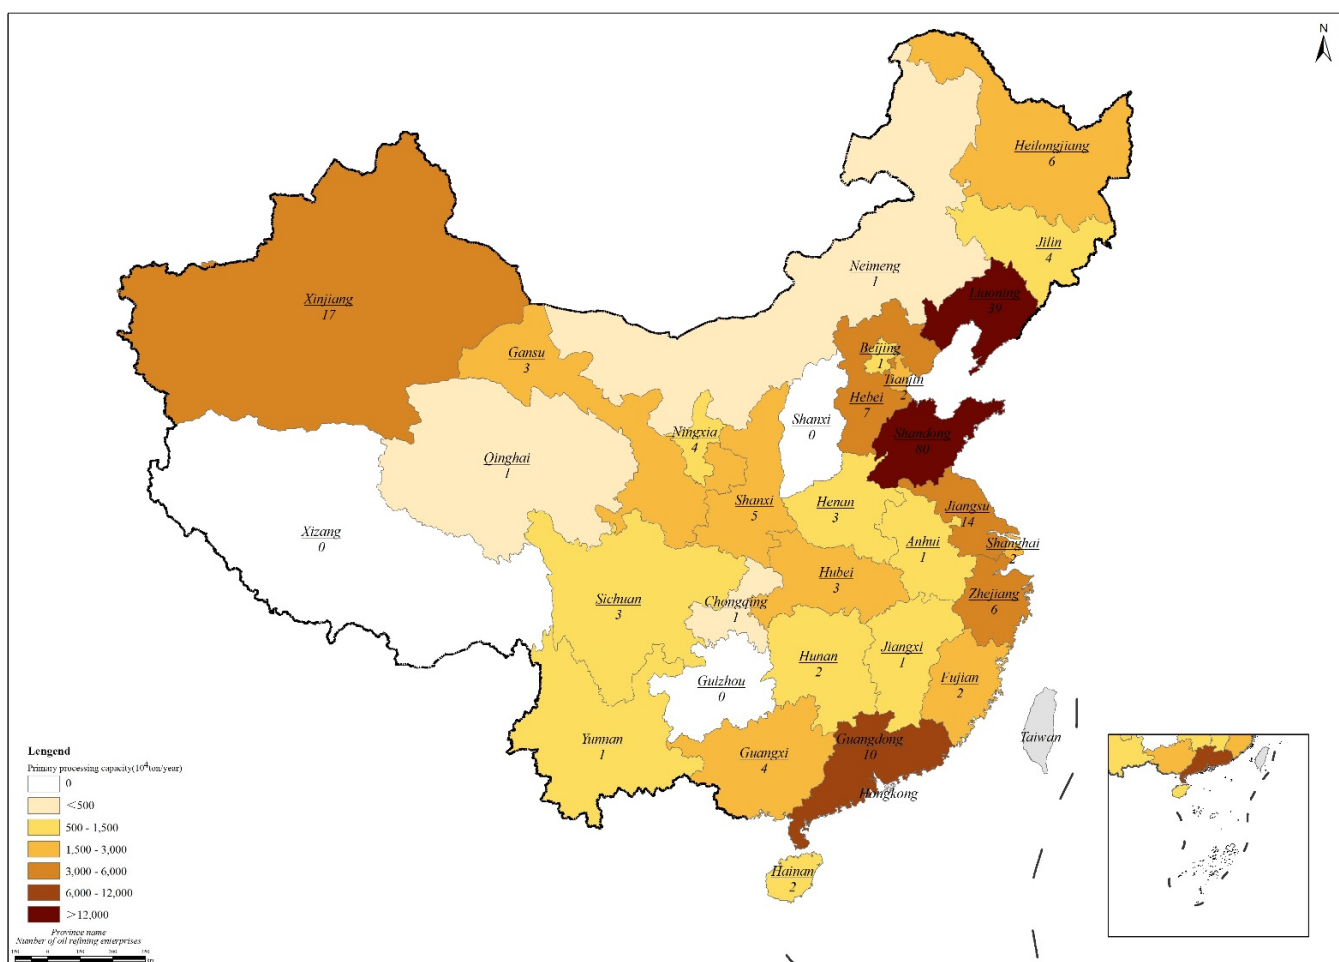 N
Heilongjiang
6
Jilin
4
Neimeng
1
Liaoning
39
Xinjiang
17
Beijing
1
Gansu
3
Tianjin
2
Hebei
7
Shanxi
0
Ningxia
4
Shandong
80
Qinghai
1
Shanxi
5
Henan
3
Jiangsu
14
Xizang
0
Anhui
1
Shanghai
2
Hubei
3
Sichuan
3
Chongqing
1
Zhejiang
6
Hunan
2
Jiangxi
1
Guizhou
0
Fujian
2
Yunnan
1
Guangxi
4
Guangdong
10
Taiwan
Hongkong
Hainan
2
Lengend
Primary processing capacity(10⁴ton/year)
0
<500
500 - 1,500
1,500 - 3,000
3,000 - 6,000
6,000 - 12,000
>12,000
Province name
Number of oil refining enterprises